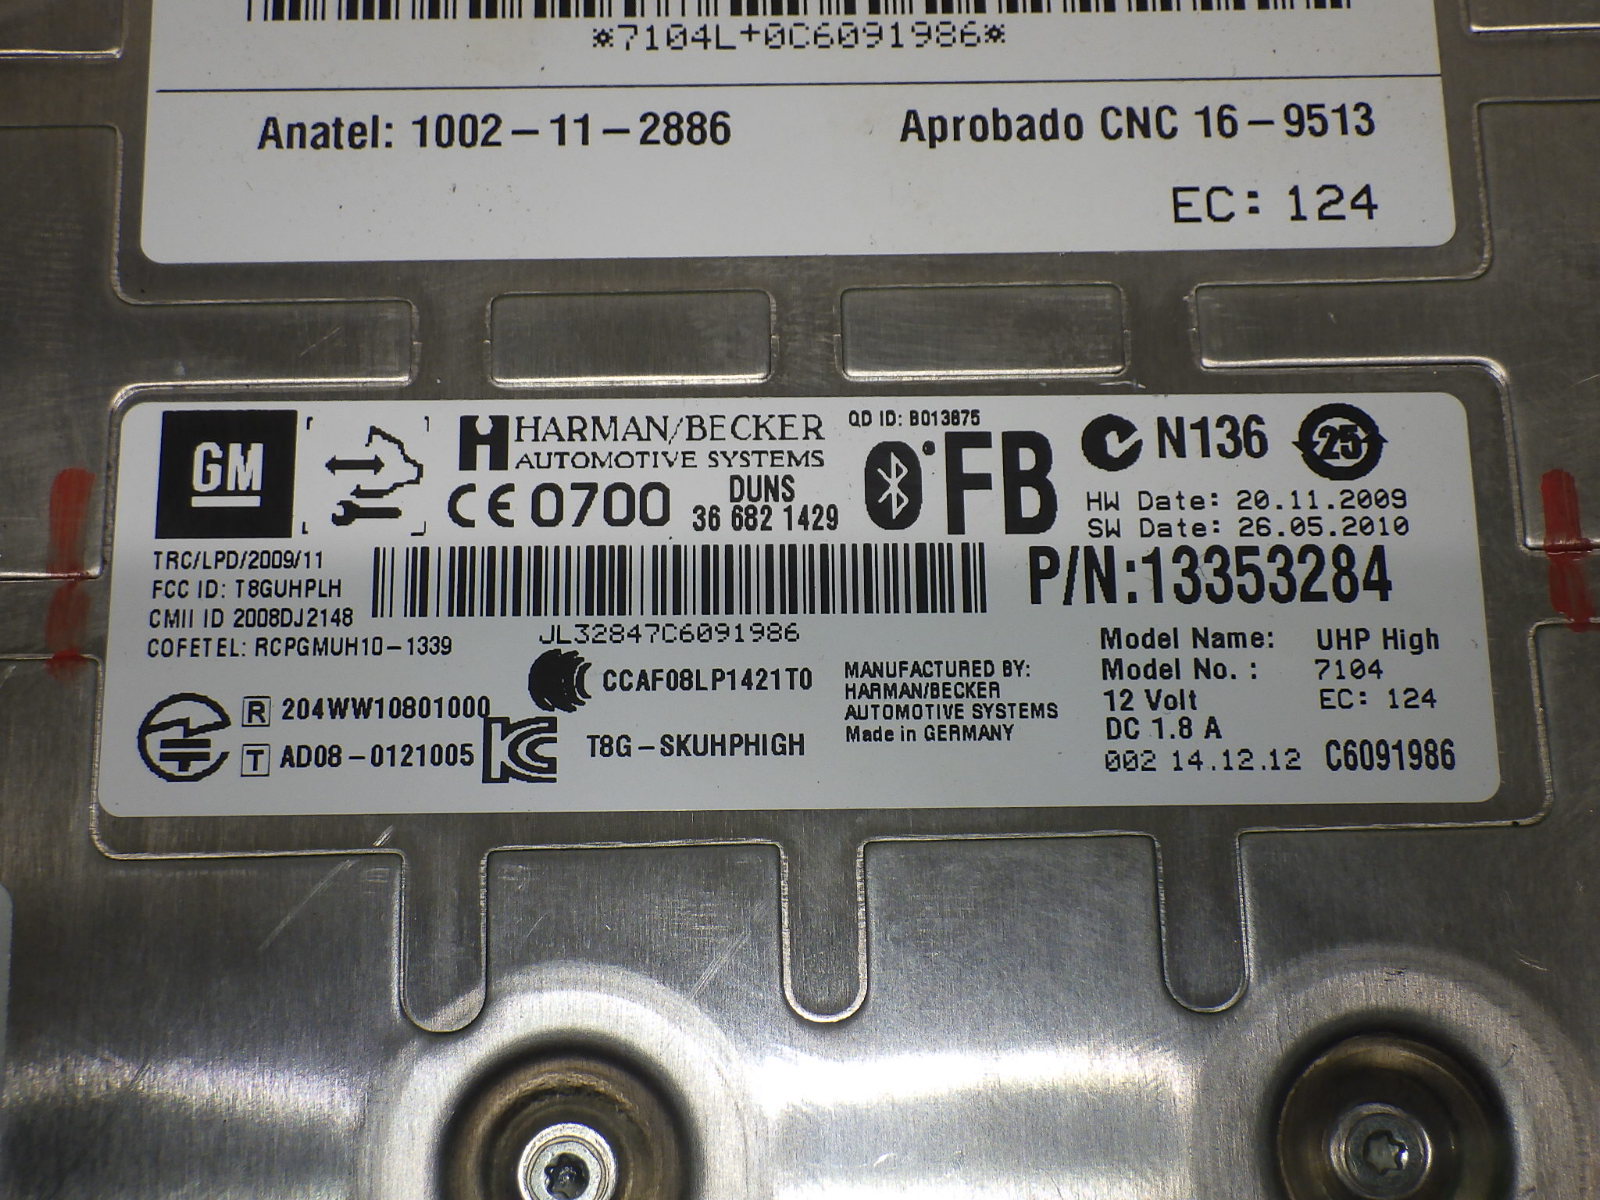 *7104L+0C6091986*
Anatel: 1002-11-2886
Aprobado CNC 16-9513
EC: 124
GM
HARMAN/BECKER
AUTOMOTIVE SYSTEMS
CE 0700
DUNS
36 682 1429
QD ID: B013875
FB
N136
25
HW Date: 20.11.2009
SW Date: 26.05.2010
P/N:13353284
TRC/LPD/2009/11
FCC ID: T8GUHPLH
CMII ID 2008DJ2148
COFETEL: RCPGMUH10-1339
JL32847C6091986
CCAF08LP1421T0
R 204WW10801000
T AD08-0121005
KC
T8G-SKUHPHIGH
MANUFACTURED BY:
HARMAN/BECKER
AUTOMOTIVE SYSTEMS
Made in GERMANY
Model Name: UHP High
Model No. : 7104
12 Volt EC: 124
DC 1.8 A
002 14.12.12 C6091986